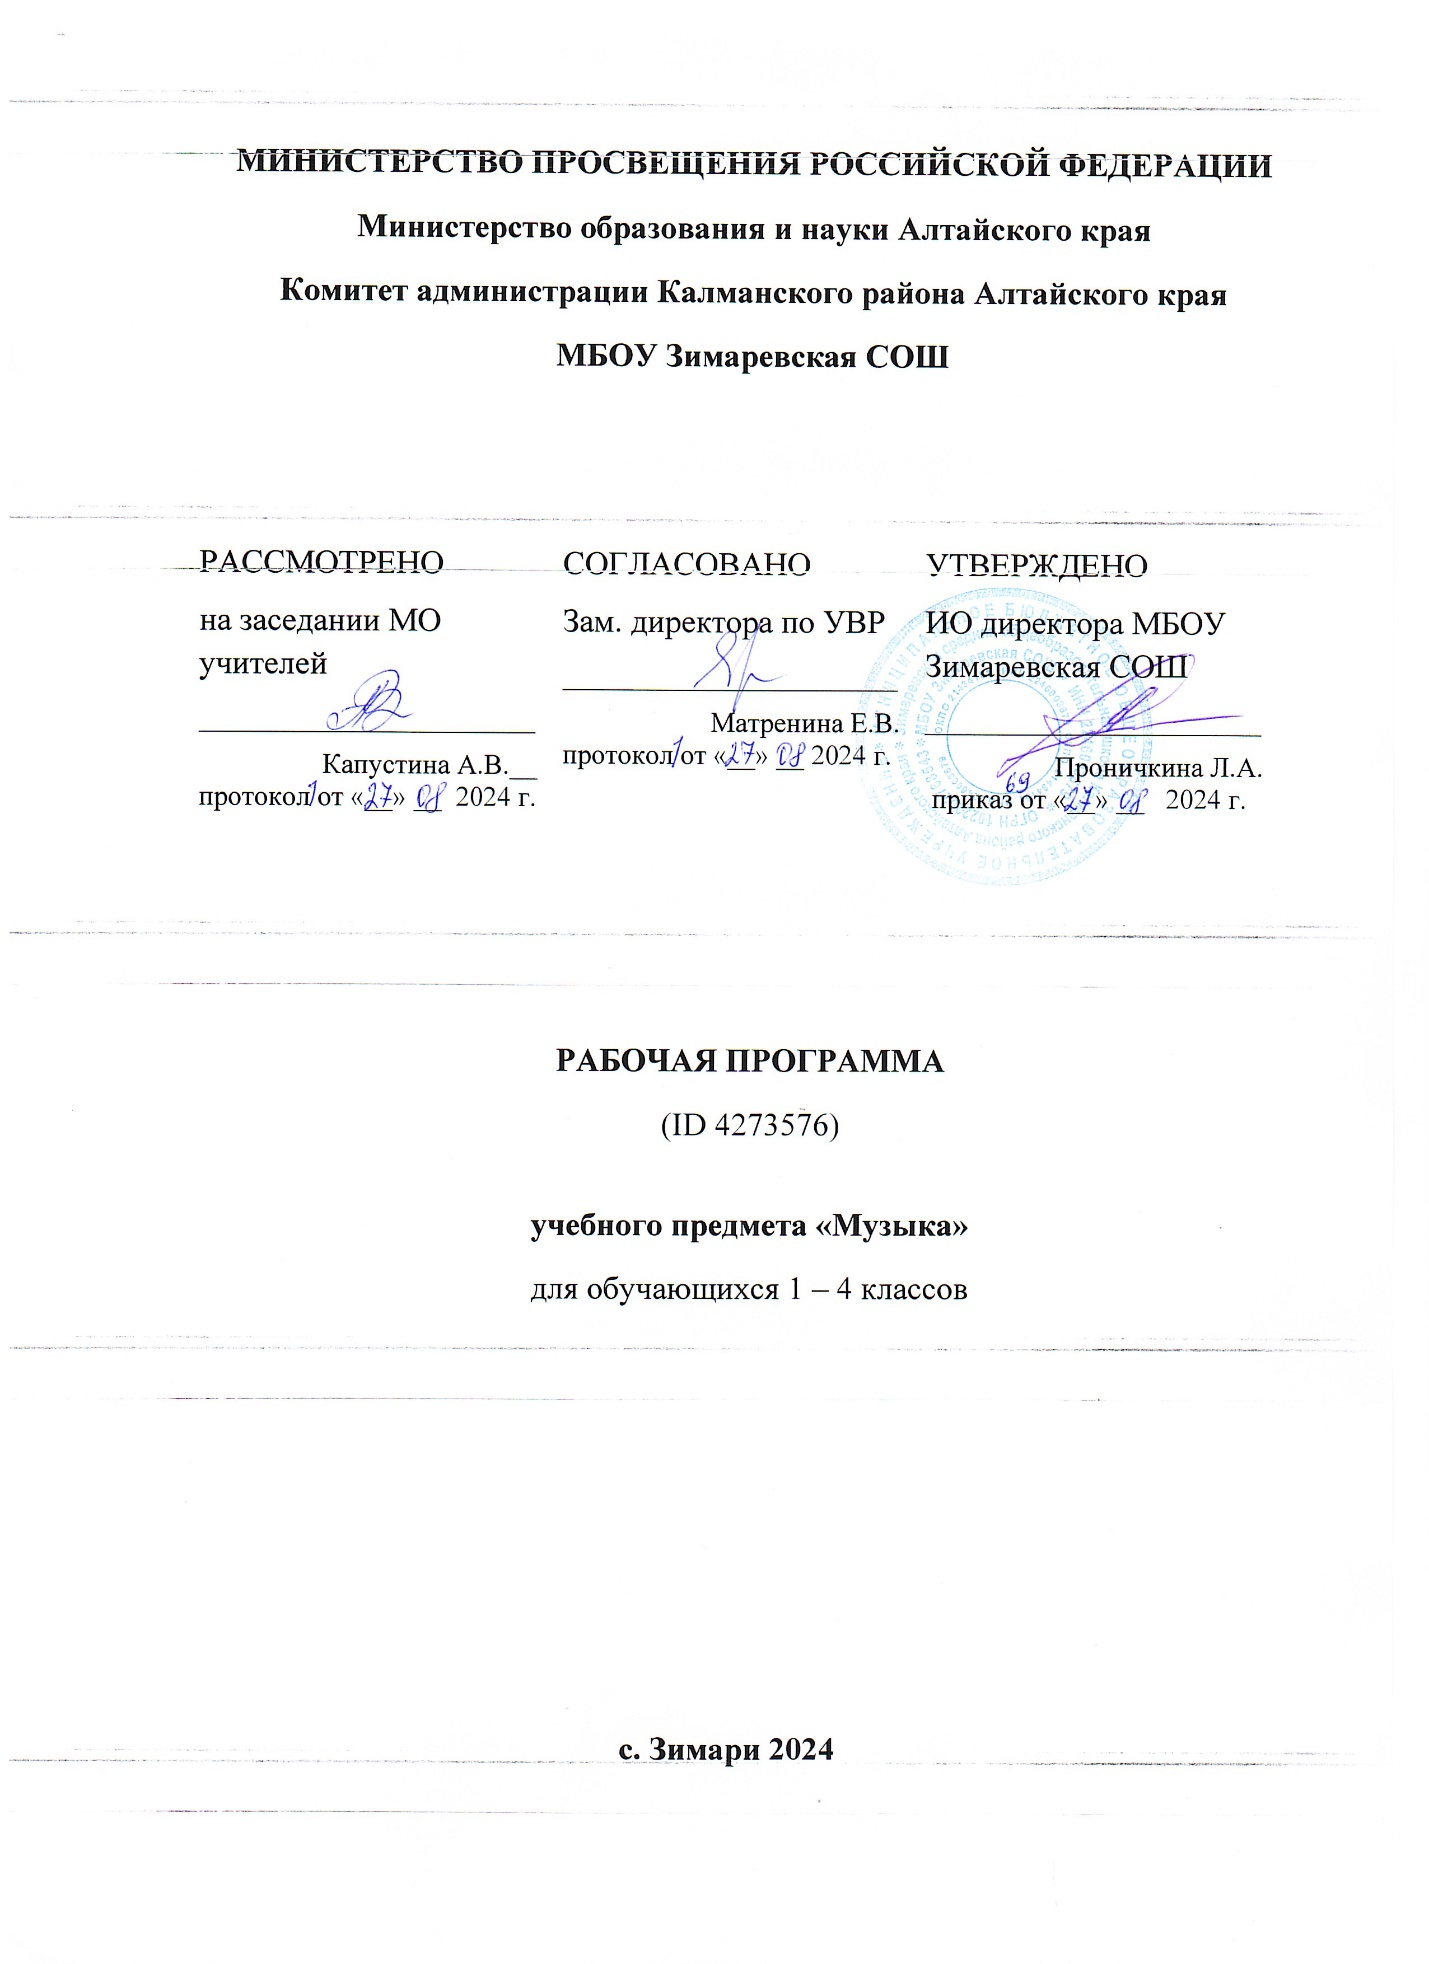 МИНИСТЕРСТВО ПРОСВЕЩЕНИЯ РОССИЙСКОЙ ФЕДЕРАЦИИ
Министерство образования и науки Алтайского края
Комитет администрации Калманского района Алтайского края
МБОУ Зимаревская СОШ
РАССМОТРЕНО
на заседании МО
учителей
Капустина А.В.__
протокол 1 от «27» 08 2024 г.
СОГЛАСОВАНО
Зам. директора по УВР
Матренина Е.В.
протокол 1 от «27» 08 2024 г.
УТВЕРЖДЕНО
ИО директора МБОУ
Зимаревская СОШ
Проничкина Л.А.
69
приказ от «27» 08 2024 г.
РАБОЧАЯ ПРОГРАММА
(ID 4273576)
учебного предмета «Музыка»
для обучающихся 1 – 4 классов
с. Зимари 2024